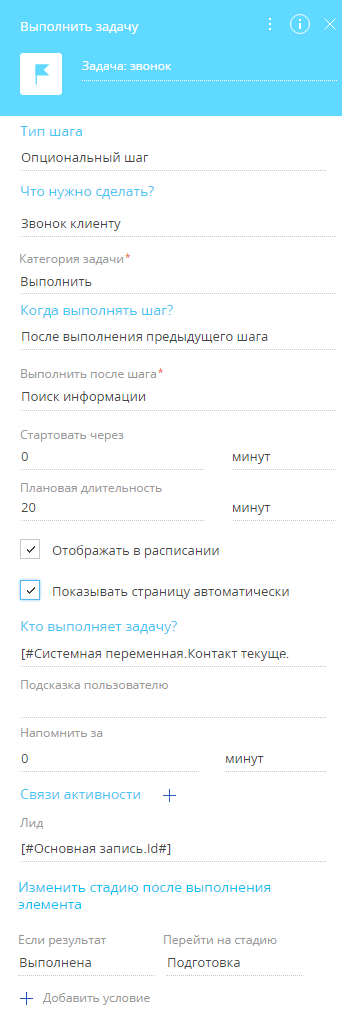 Выполнить задачу
Задача: звонок
Тип шага
Опциональный шаг
Что нужно сделать?
Звонок клиенту
Категория задачи*
Выполнить
Когда выполнять шаг?
После выполнения предыдущего шага
Выполнить после шага*
Поиск информации
Стартовать через
0 минут
Плановая длительность
20 минут
Отображать в расписании
Показывать страницу автоматически
Кто выполняет задачу?
[#Системная переменная.Контакт текуще.
Подсказка пользователю
Напомнить за
0 минут
Связи активности
Лид
[#Основная запись.Id#]
Изменить стадию после выполнения
элемента
Если результат Перейти на стадию
Выполнена Подготовка
Добавить условие